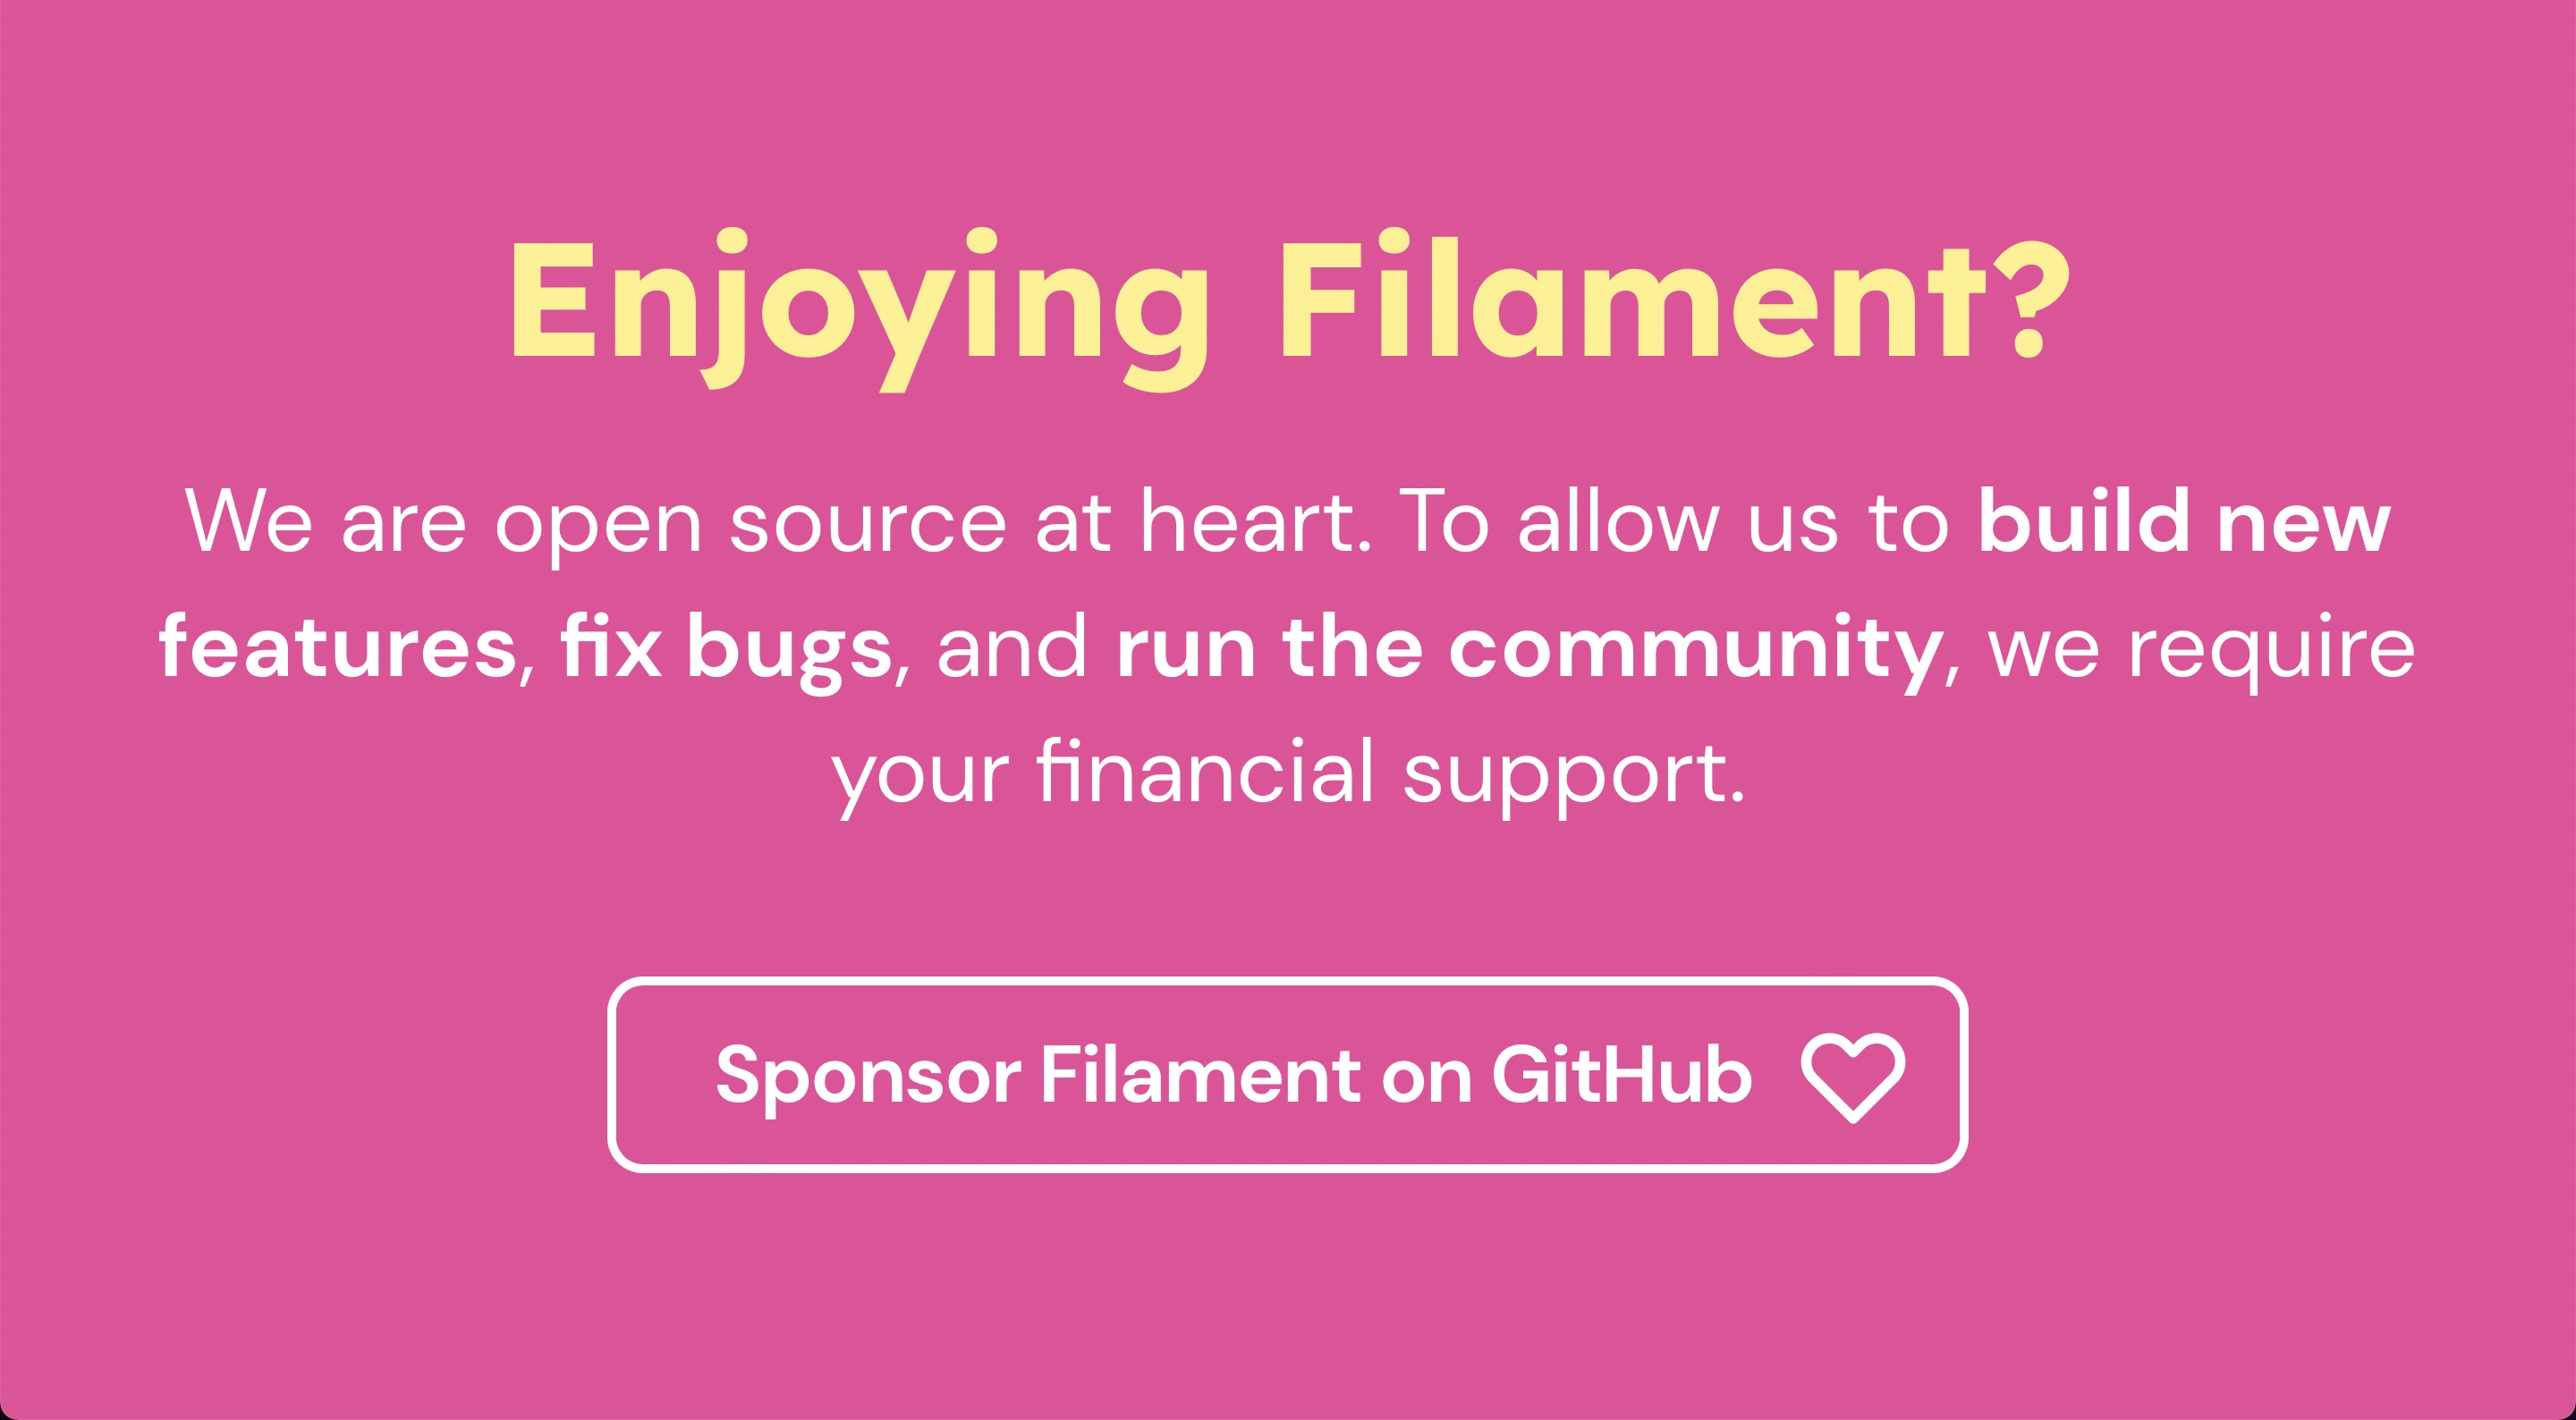 Enjoying Filament?
We are open source at heart. To allow us to build new
features, fix bugs, and run the community, we require
your financial support.
Sponsor Filament on GitHub